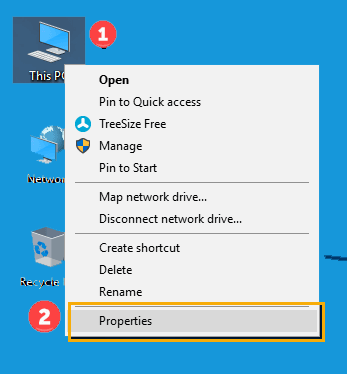 1
This PC
Open
Pin to Quick access
TreeSize Free
Manage
Pin to Start
Map network drive...
Disconnect network drive...
Create shortcut
Delete
Rename
Properties
Network
Recycle
2